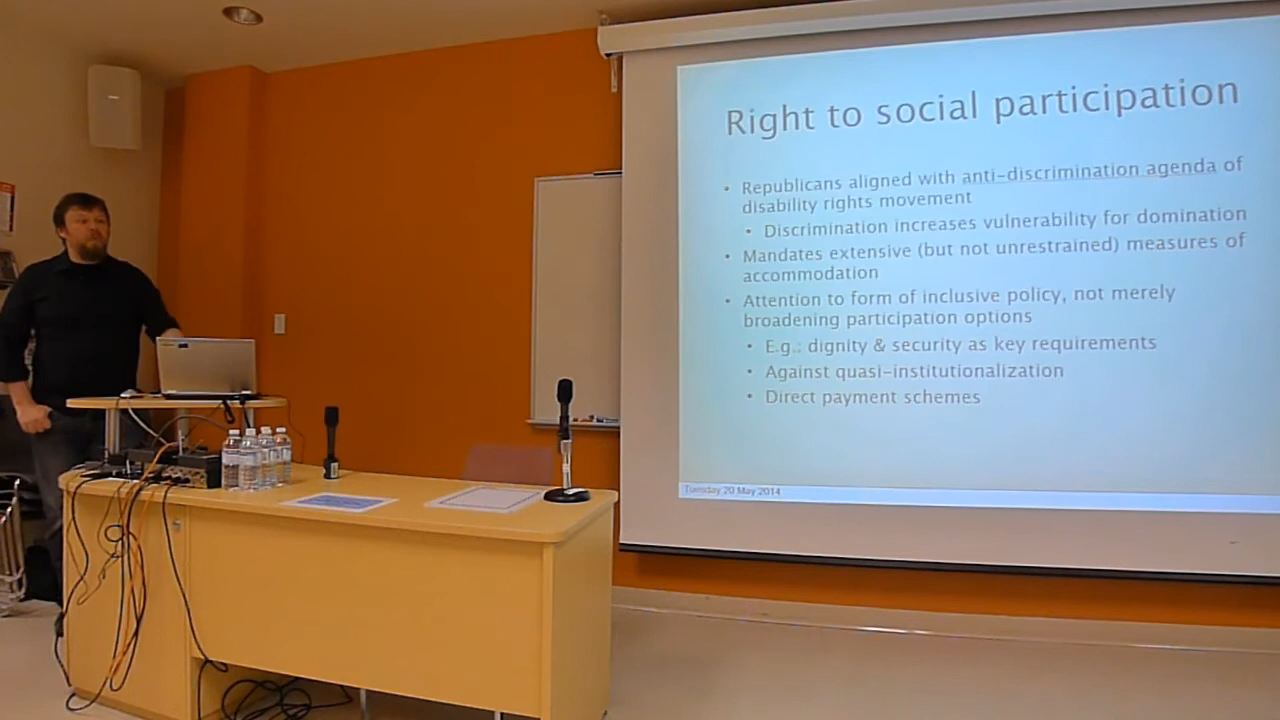 Right to social participation
• Republicans aligned with anti-discrimination agenda of
disability rights movement
• Discrimination increases vulnerability for domination
• Mandates extensive (but not unrestrained) measures of
accommodation
• Attention to form of inclusive policy, not merely
broadening participation options
• E.g.: dignity & security as key requirements
• Against quasi-institutionalization
• Direct payment schemes
Tuesday 20 May 2014